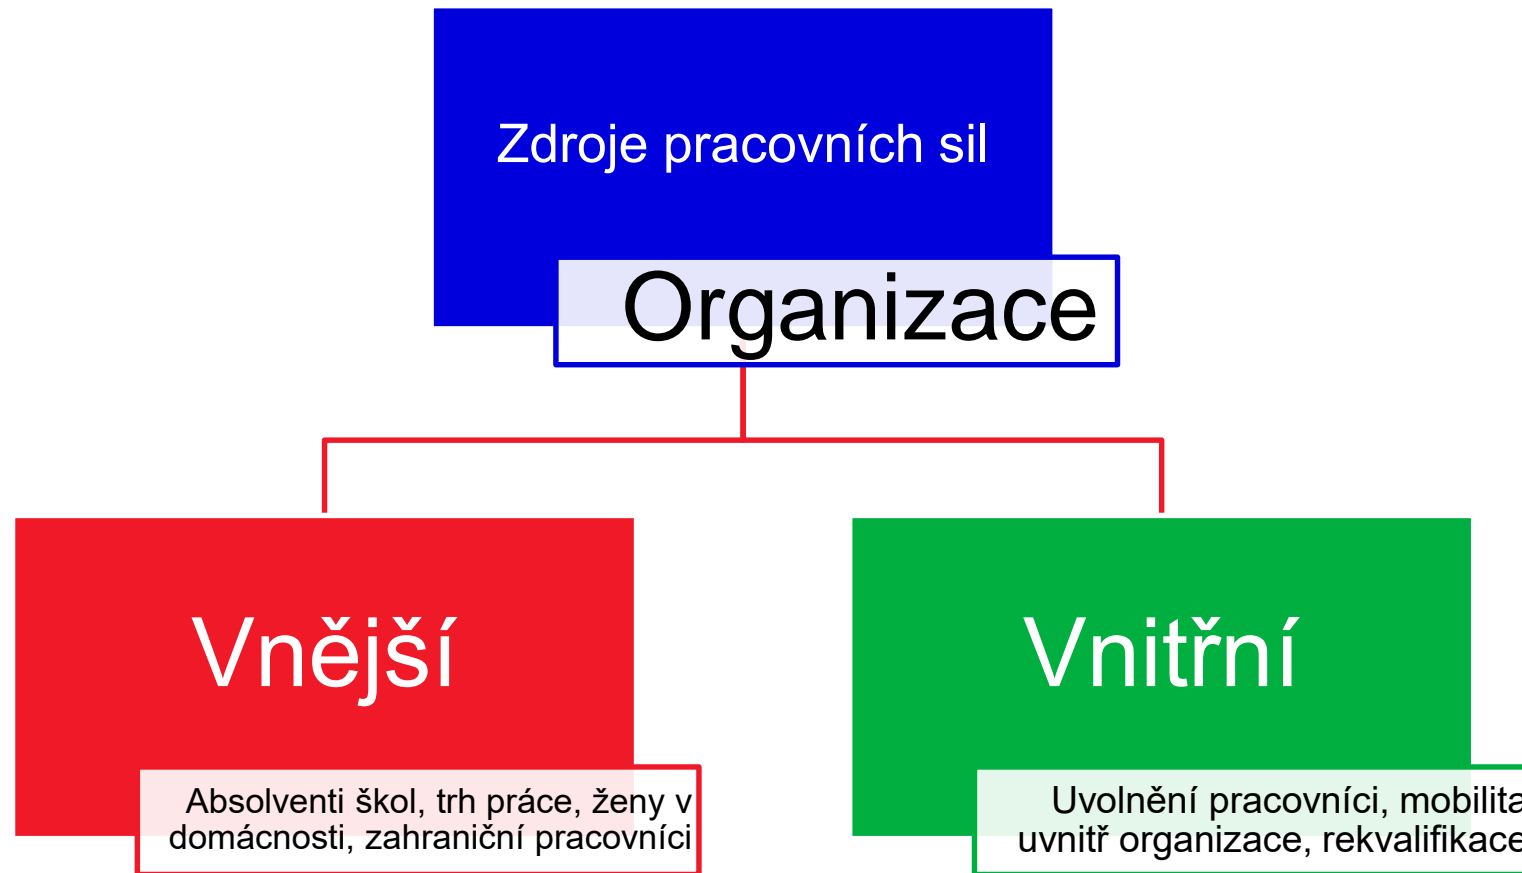 Zdroje pracovních sil
Organizace
Vnější
Absolventi škol, trh práce, ženy v
domácnosti, zahraniční pracovníci
Vnitřní
Uvolnění pracovníci, mobilita
uvnitř organizace, rekvalifikace